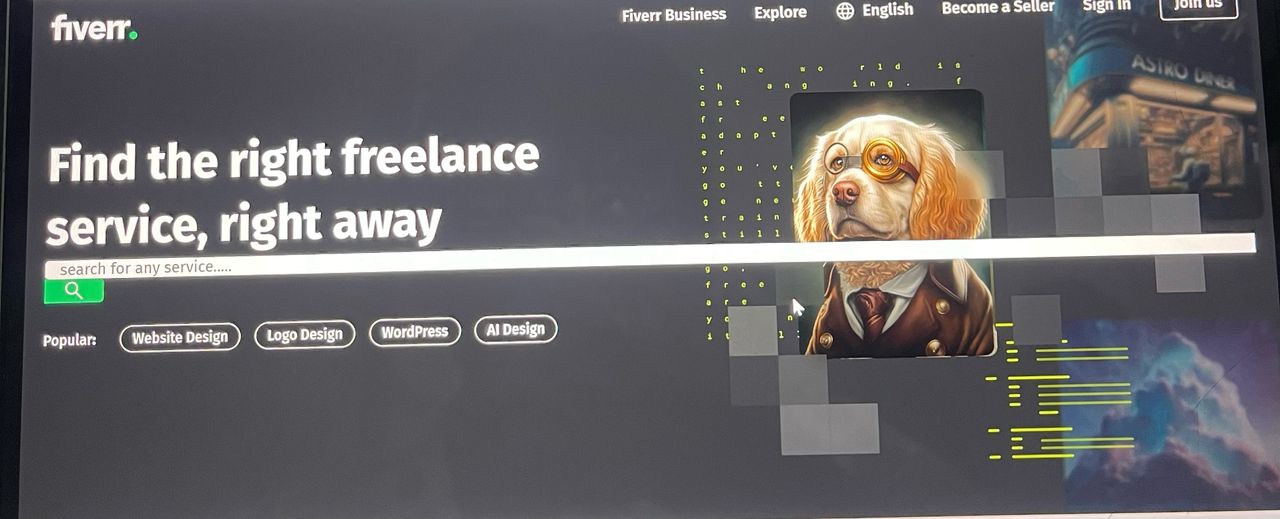 fiverr.
Fiverr Business Explore English Become a Seller Sign In Join us
ASTRO DINER
t h e w o r l d i s
c h a n g i n g . f
a s t
f r e e
a d a p t
e r
y o u ' v
g o t t
g e n e
t r a i n
s t i l l
g o .
f r e e
a r e
Find the right freelance
service, right away
search for any service.....
Popular: Website Design Logo Design WordPress AI Design